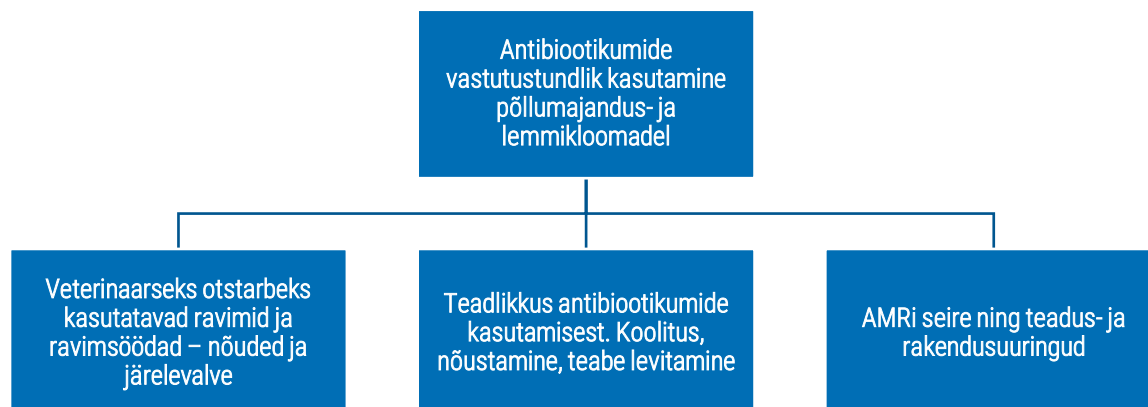 Antibiootikumide
vastutustundlik kasutamine
põllumajandus- ja
lemmikloomadel
Veterinaarseks otstarbeks
kasutatavad ravimid ja
ravimsöödad – nõuded ja
järelevalve
Teadlikkus antibiootikumide
kasutamisest. Koolitus,
nõustamine, teabe levitamine
AMRi seire ning teadus- ja
rakendusuuringud